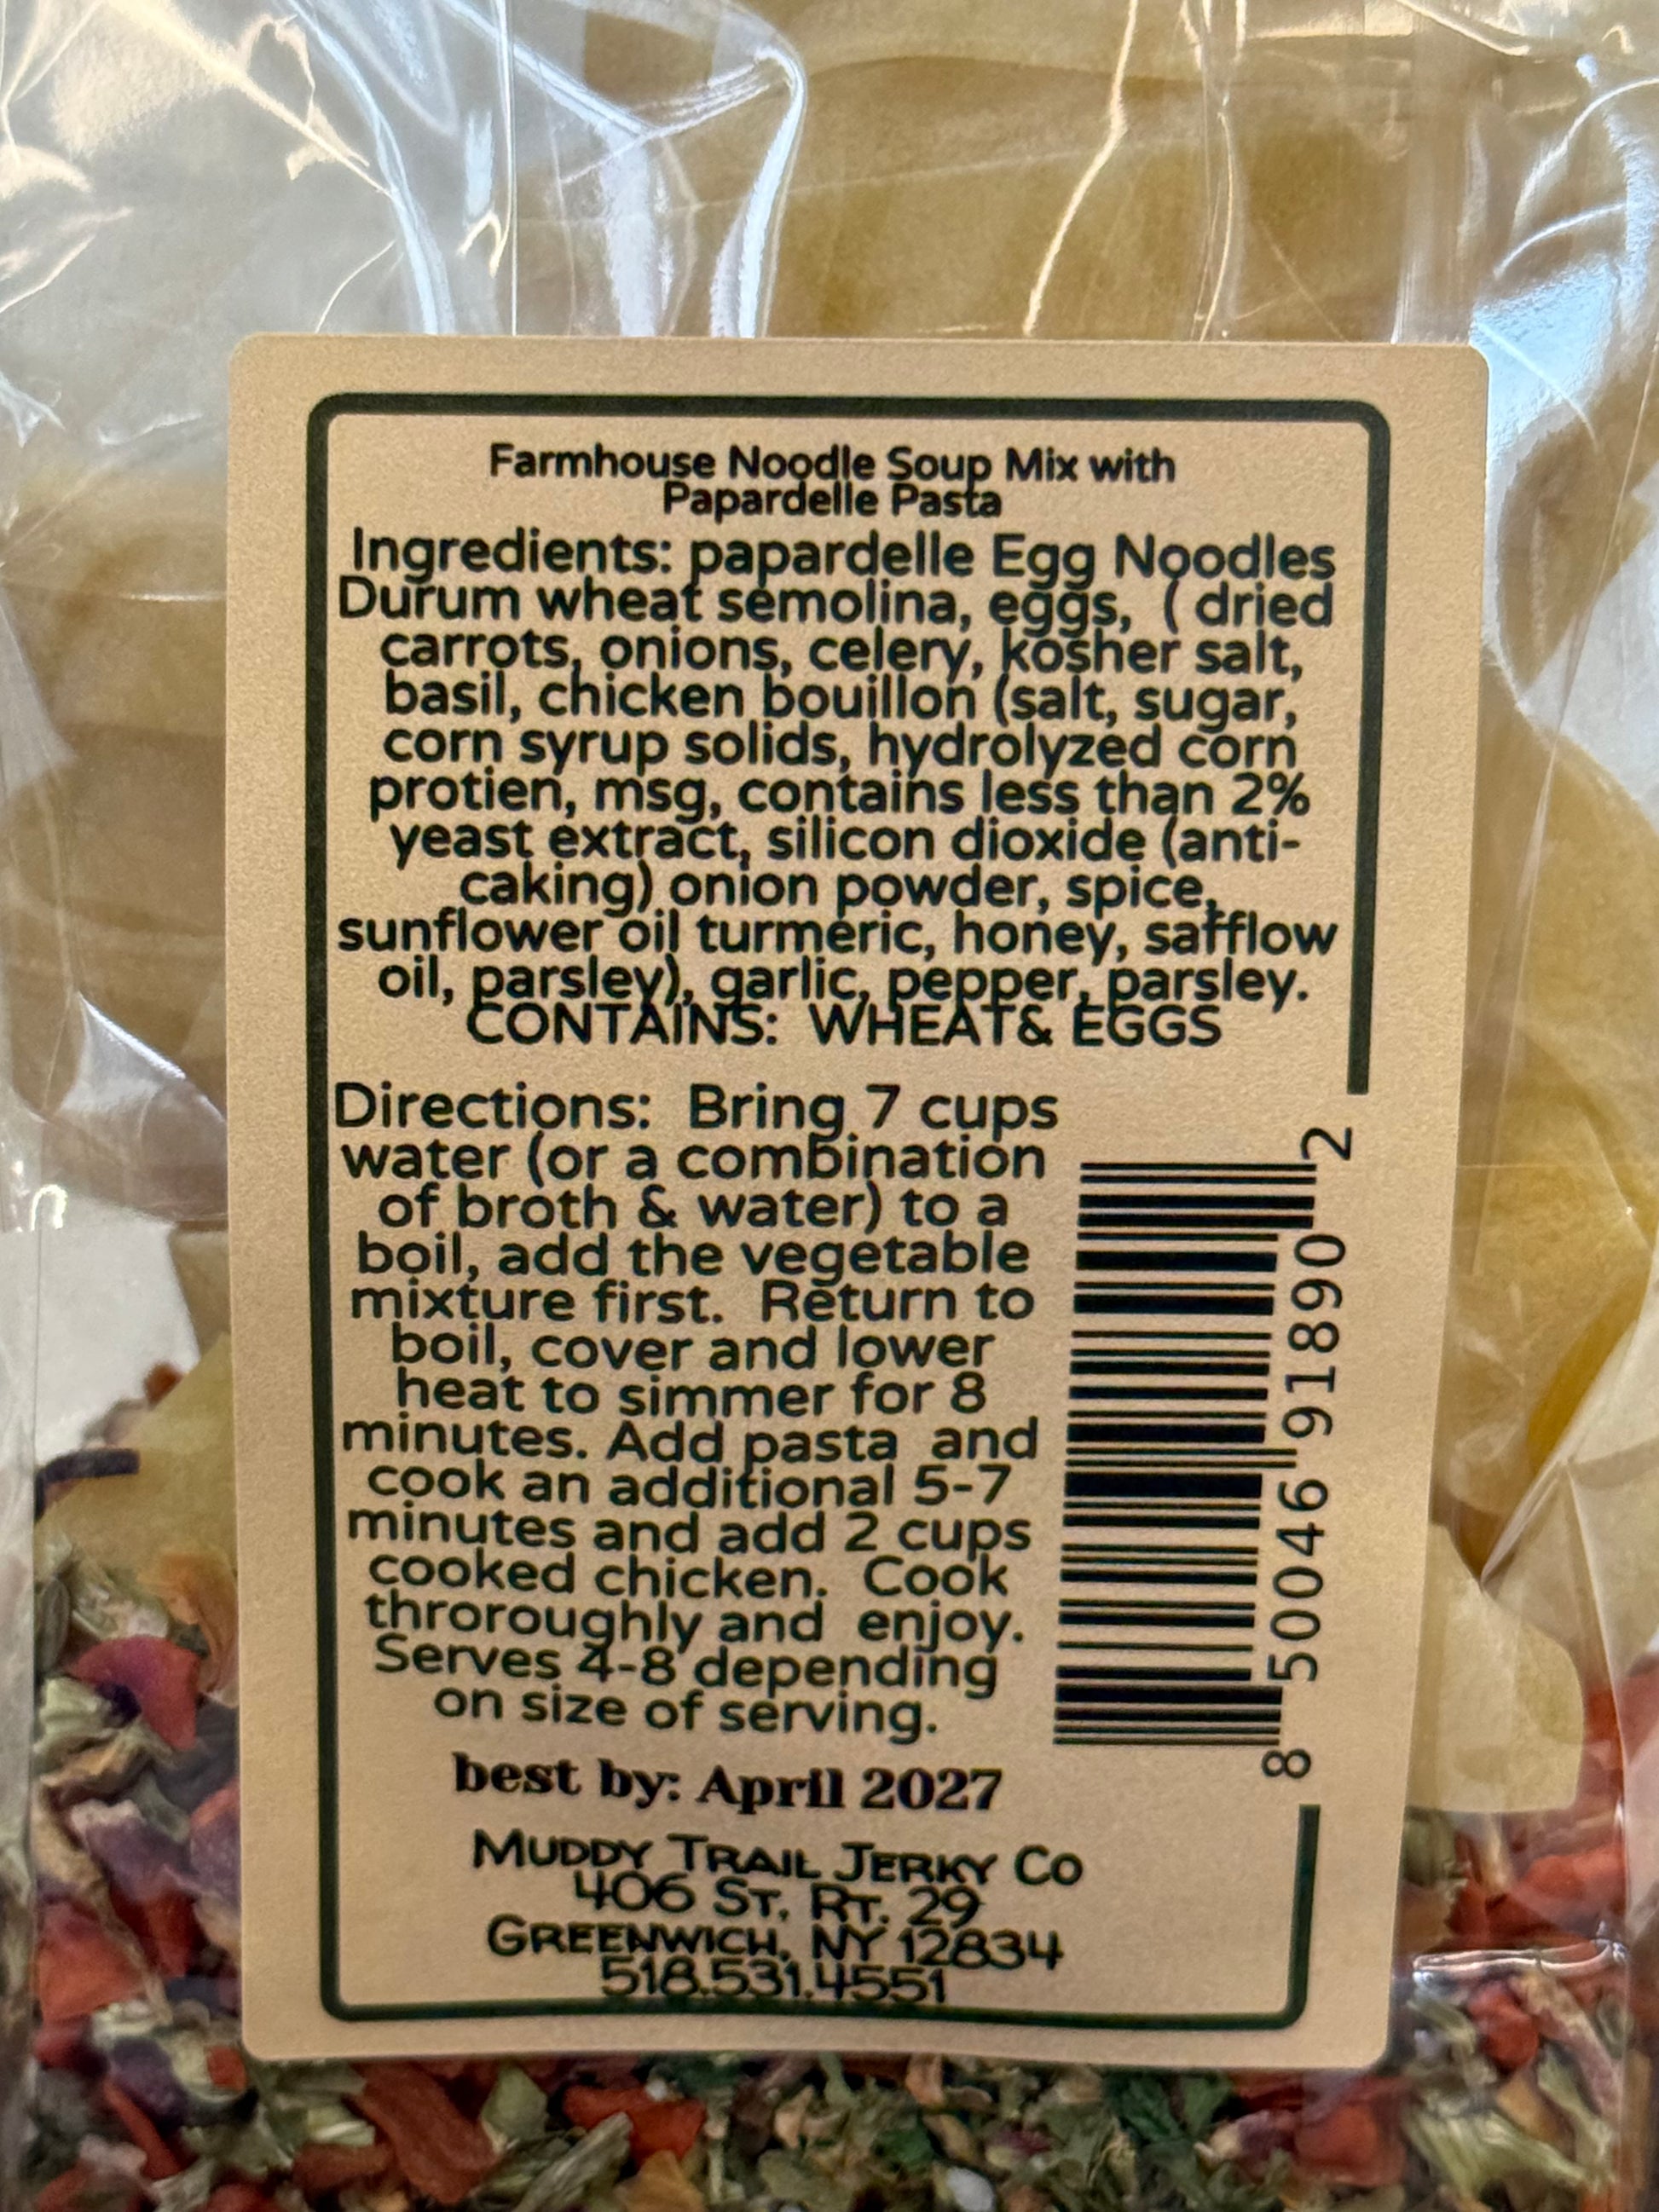 Farmhouse Noodle Soup Mix with
Papardelle Pasta
Ingredients: papardelle Egg Noodles
Durum wheat semolina, eggs, ( dried
carrots, onions, celery, kosher salt,
basil, chicken bouillon (salt, sugar,
corn syrup solids, hydrolyzed corn
protien, msg, contains less than 2%
yeast extract, silicon dioxide (anti-
caking) onion powder, spice,
sunflower oil turmeric, honey, safflow
oil, parsley), garlic, pepper, parsley.
CONTAINS: WHEAT& EGGS
Directions: Bring 7 cups
water (or a combination
of broth & water) to a
boil, add the vegetable
mixture first. Return to
boil, cover and lower
heat to simmer for 8
minutes. Add pasta and
cook an additional 5-7
minutes and add 2 cups
cooked chicken. Cook
throroughly and enjoy.
Serves 4-8 depending
on size of serving.
8 50046 91890 2
best by: April 2027
MUDDY TRAIL JERKY CO
406 ST. RT. 29
GREENWICH, NY 12834
518.531.4551